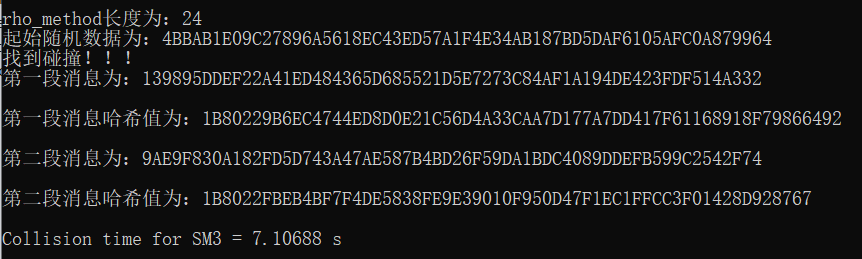 rho_method长度为：24
起始随机数据为：4BBAB1E09C27896A5618EC43ED57A1F4E34AB187BD5DAF6105AFC0A879964
找到碰撞！！！
第一段消息为：139895DDEF22A41ED484365D685521D5E7273C84AF1A194DE423FDF514A332
第一段消息哈希值为：1B80229B6EC4744ED8D0E21C56D4A33CAA7D177A7DD417F61168918F79866492
第二段消息为：9AE9F830A182FD5D743A47AE587B4BD26F59DA1BDC4089DDEFB599C2542F74
第二段消息哈希值为：1B8022FBEB4BF7F4DE5838FE9E39010F950D47F1EC1FFCC3F01428D928767
Collision time for SM3 = 7.10688 s